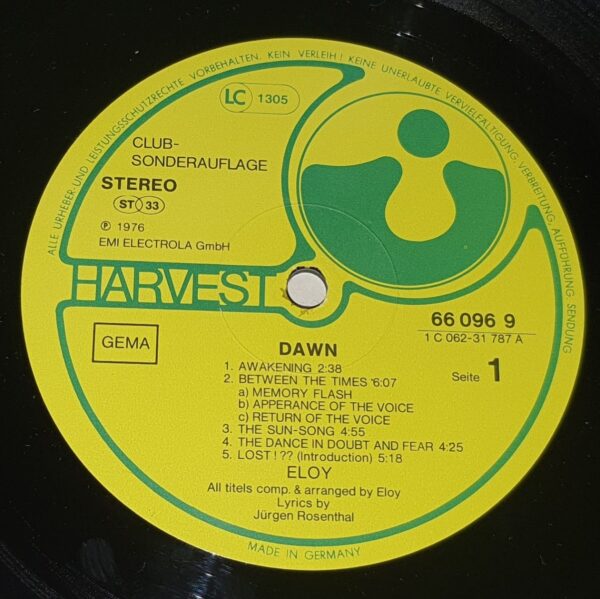 ALLE URHEBER- UND LEISTUNGSSCHUTZRECHTE VORBEHALTEN. KEIN VERLEIH! KEINE UNERLAUBTE VERVIELFÄLTIGUNG, VERBREITUNG, AUFFÜHRUNG, SENDUNG
LC 1305
CLUB-
SONDERAUFLAGE
STEREO
ST 33
℗ 1976
EMI ELECTROLA GmbH
HARVEST
GEMA
66 096 9
1 C 062-31 787 A
Seite 1
DAWN
1. AWAKENING 2:38
2. BETWEEN THE TIMES '6:07
a) MEMORY FLASH
b) APPERANCE OF THE VOICE
c) RETURN OF THE VOICE
3. THE SUN-SONG 4:55
4. THE DANCE IN DOUBT AND FEAR 4:25
5. LOST!?? (Introduction) 5:18
ELOY
All titels comp. & arranged by Eloy
Lyrics by
Jürgen Rosenthal
MADE IN GERMANY